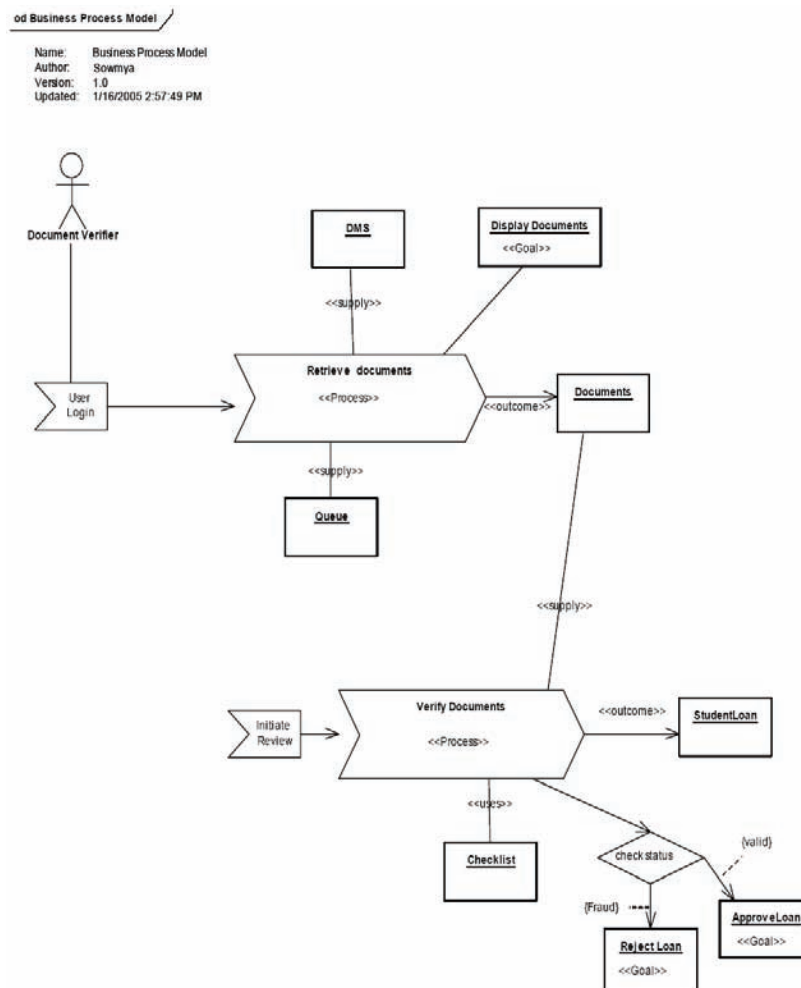 od Business Process Model
Name: Business Process Model
Author: Sowmya
Version: 1.0
Updated: 1/16/2005 2:57:49 PM
Document Verifier
DMS
Display Documents
<<Goal>>
<<supply>>
Retrieve documents
<<Process>>
User
Login
<<outcome>>
Documents
<<supply>>
Queue
<<supply>>
Initiate
Review
Verify Documents
<<Process>>
<<outcome>>
StudentLoan
<<uses>>
Checklist
checkstatus
{valid}
{Fraud}
ApproveLoan
<<Goal>>
Reject Loan
<<Goal>>